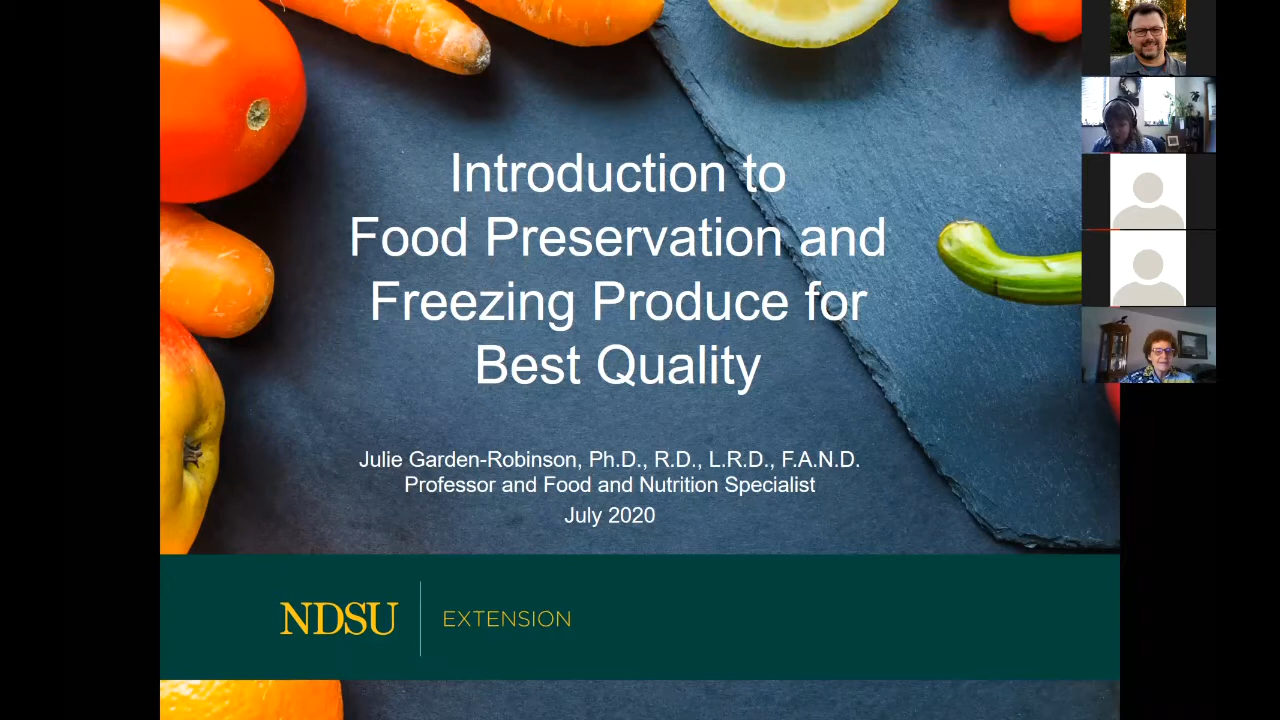 Introduction to
Food Preservation and
Freezing Produce for
Best Quality
Julie Garden-Robinson, Ph.D., R.D., L.R.D., F.A.N.D.
Professor and Food and Nutrition Specialist
July 2020
NDSU EXTENSION